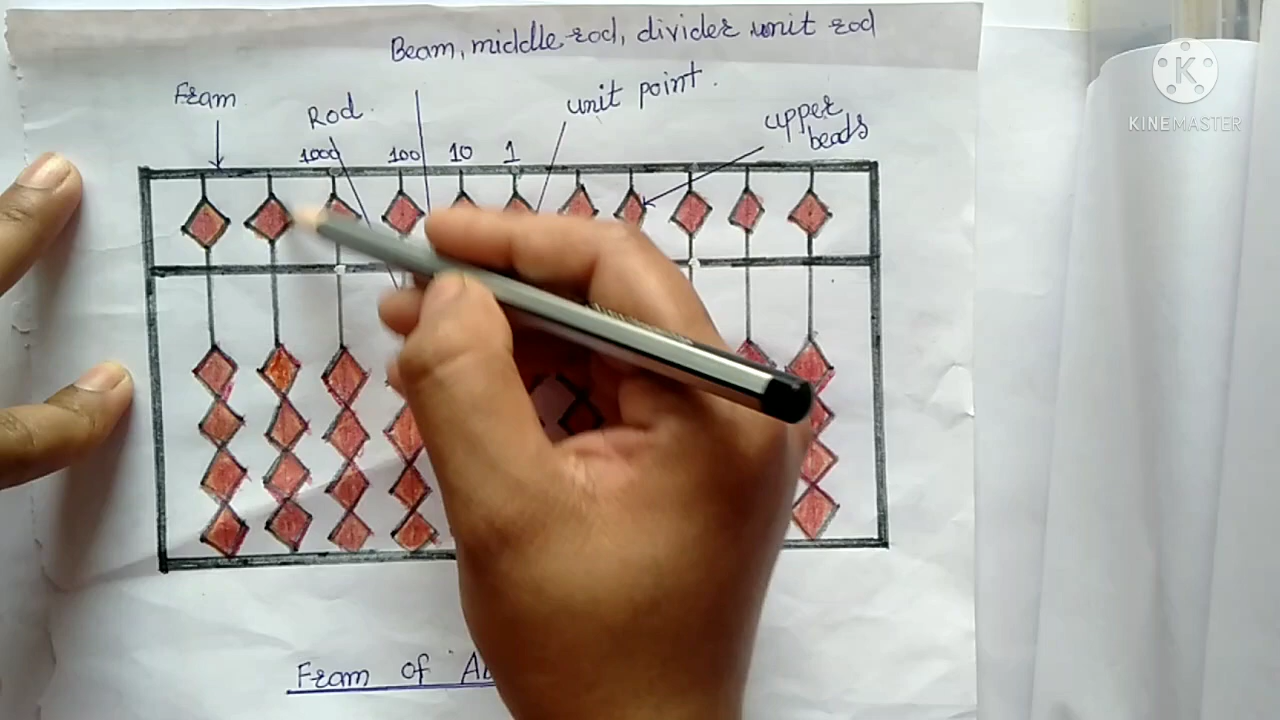 Beam, middle rod, divider unit rod
Fram
Rod.
unit point.
upper
beads
1000
100
10
1
K
KINEMASTER
Fram of